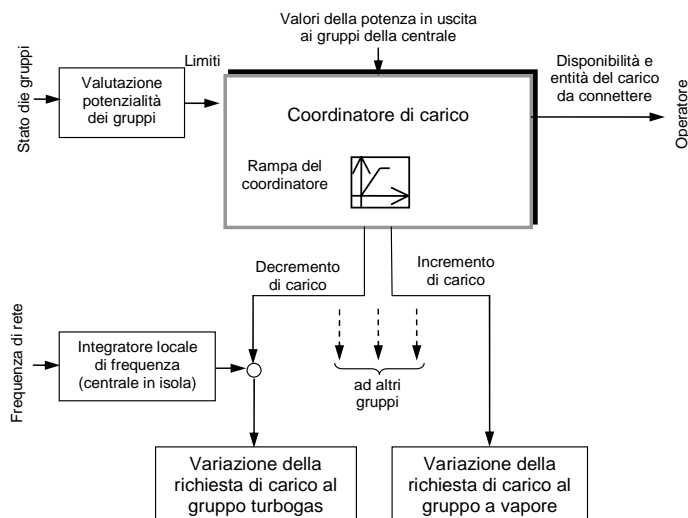 Valori della potenza in uscita
ai gruppi della centrale
Stato die gruppi
Valutazione
potenzialità
dei gruppi
Limiti
Coordinatore di carico
Rampa del
coordinatore
Disponibilità e
entità del carico
da connettere
Operatore
Decremento
di carico
Incremento
di carico
Frequenza di rete
Integratore locale
di frequenza
(centrale in isola)
ad altri
gruppi
Variazione della
richiesta di carico al
gruppo turbogas
Variazione della
richiesta di carico al
gruppo a vapore